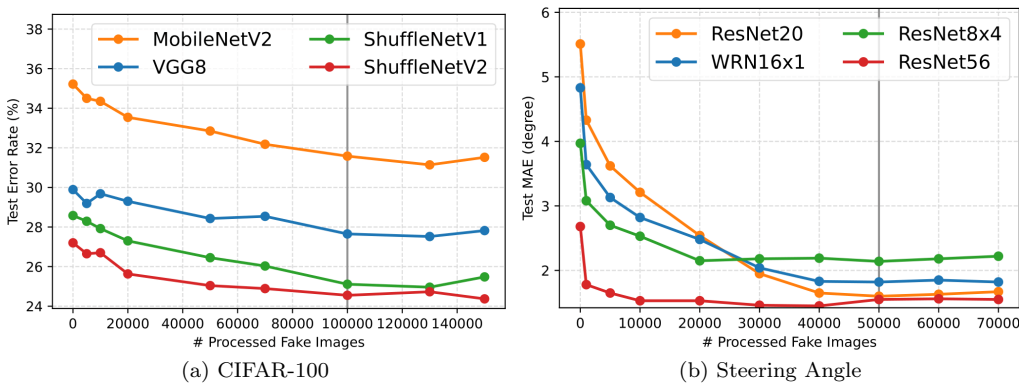 38
36
34
32
30
28
26
24
Test Error Rate (%)
MobileNetV2
VGG8
ShuffleNetV1
ShuffleNetV2
0 20000 40000 60000 80000 100000 120000 140000
# Processed Fake Images
(a) CIFAR-100
6
5
4
3
2
Test MAE (degree)
ResNet20
WRN16x1
ResNet8x4
ResNet56
0 10000 20000 30000 40000 50000 60000 70000
# Processed Fake Images
(b) Steering Angle